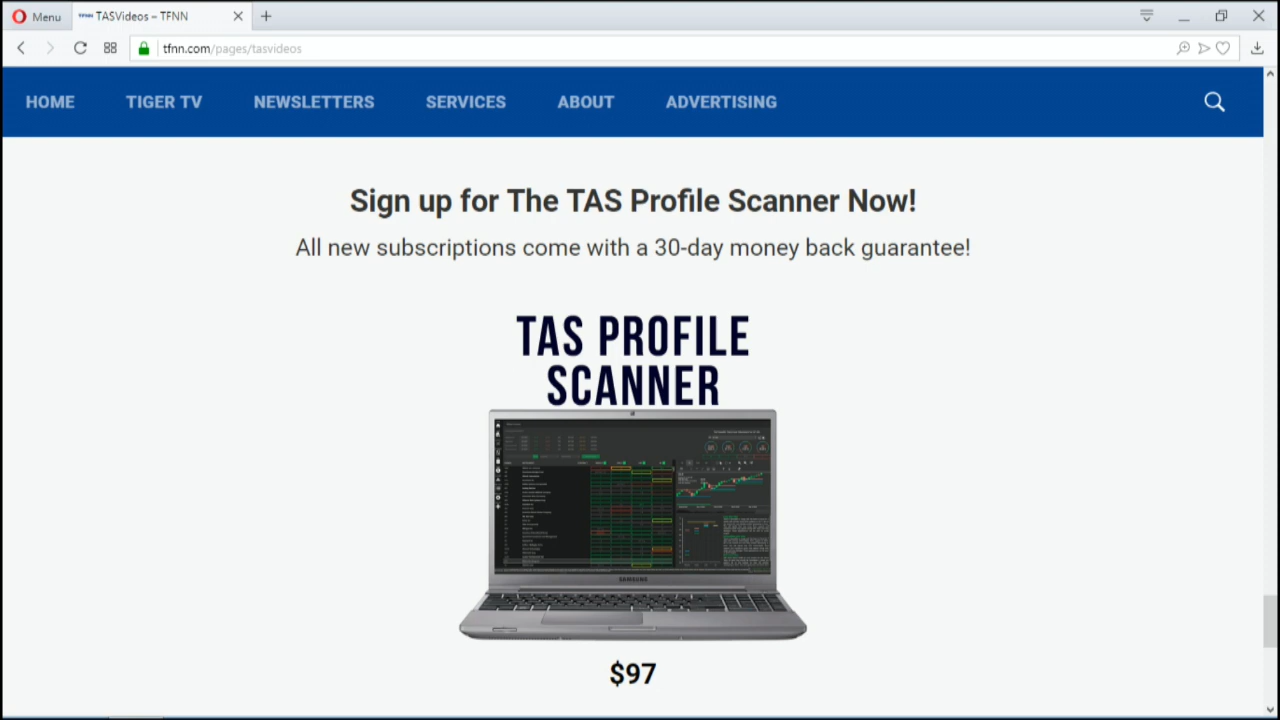 Menu
TFNN
TASVideos – TFNN
tfnn.com/pages/tasvideos
HOME
TIGER TV
NEWSLETTERS
SERVICES
ABOUT
ADVERTISING
Sign up for The TAS Profile Scanner Now!
All new subscriptions come with a 30-day money back guarantee!
TAS PROFILE
SCANNER
SAMSUNG
$97